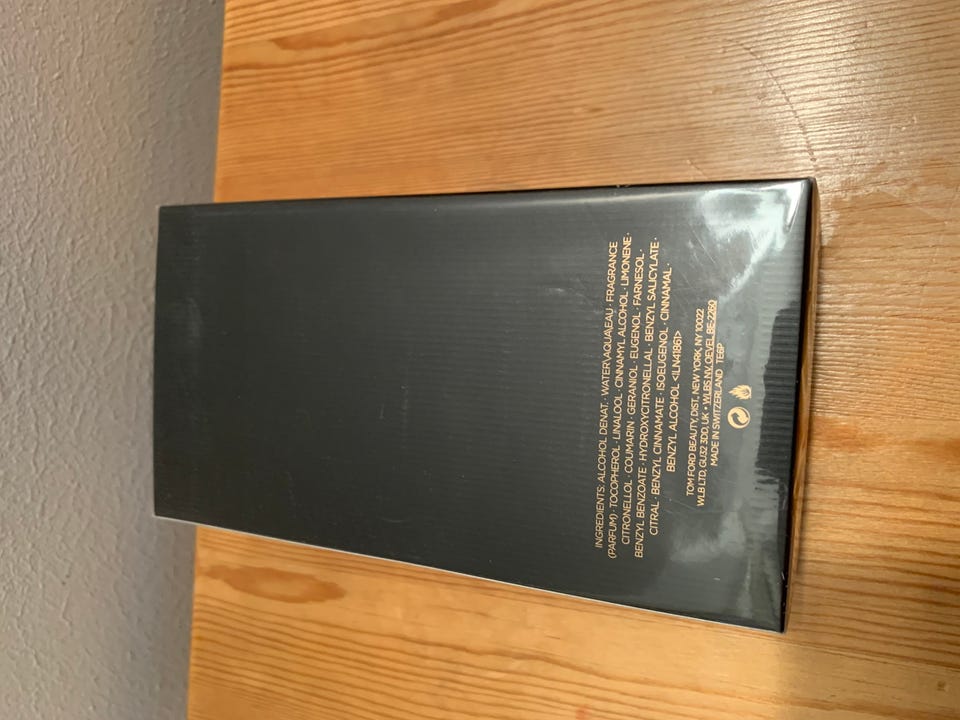 INGREDIENTS: ALCOHOL DENAT. · WATER\AQUA\EAU · FRAGRANCE
(PARFUM) · TOCOPHEROL · LINALOOL · CINNAMYL ALCOHOL · LIMONENE ·
CITRONELLOL · COUMARIN · GERANIOL · EUGENOL · FARNESOL ·
BENZYL BENZOATE · HYDROXYCITRONELLAL · BENZYL SALICYLATE ·
CITRAL · BENZYL CINNAMATE · ISOEUGENOL · CINNAMAL ·
BENZYL ALCOHOL <ILN41861>
TOM FORD BEAUTY, DIST, NEW YORK, NY 10022
WLB LTD, GU32 3DD, UK • WLBS NV, OEVEL BE-2260
MADE IN SWITZERLAND TE6P